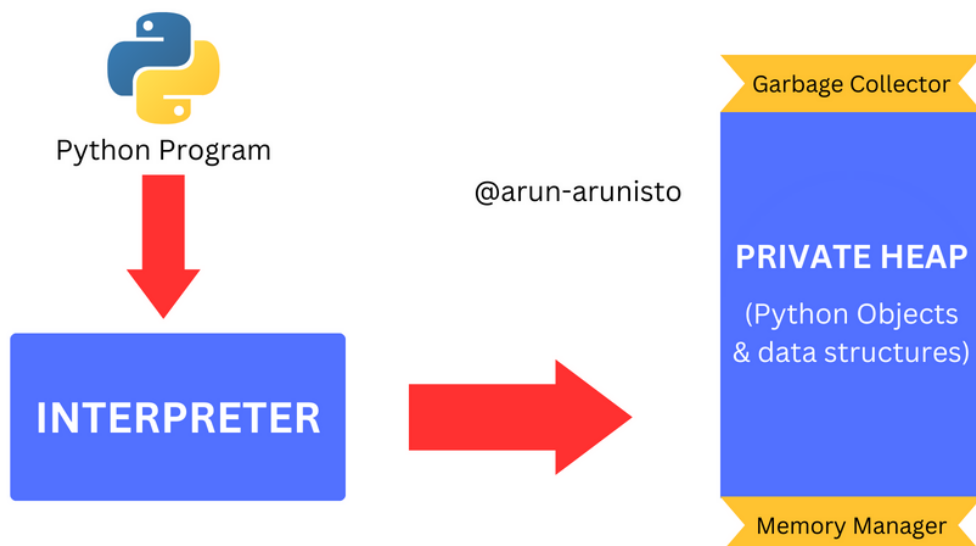 Python Program
INTERPRETER
@arun-arunisto
Garbage Collector
PRIVATE HEAP
(Python Objects
& data structures)
Memory Manager